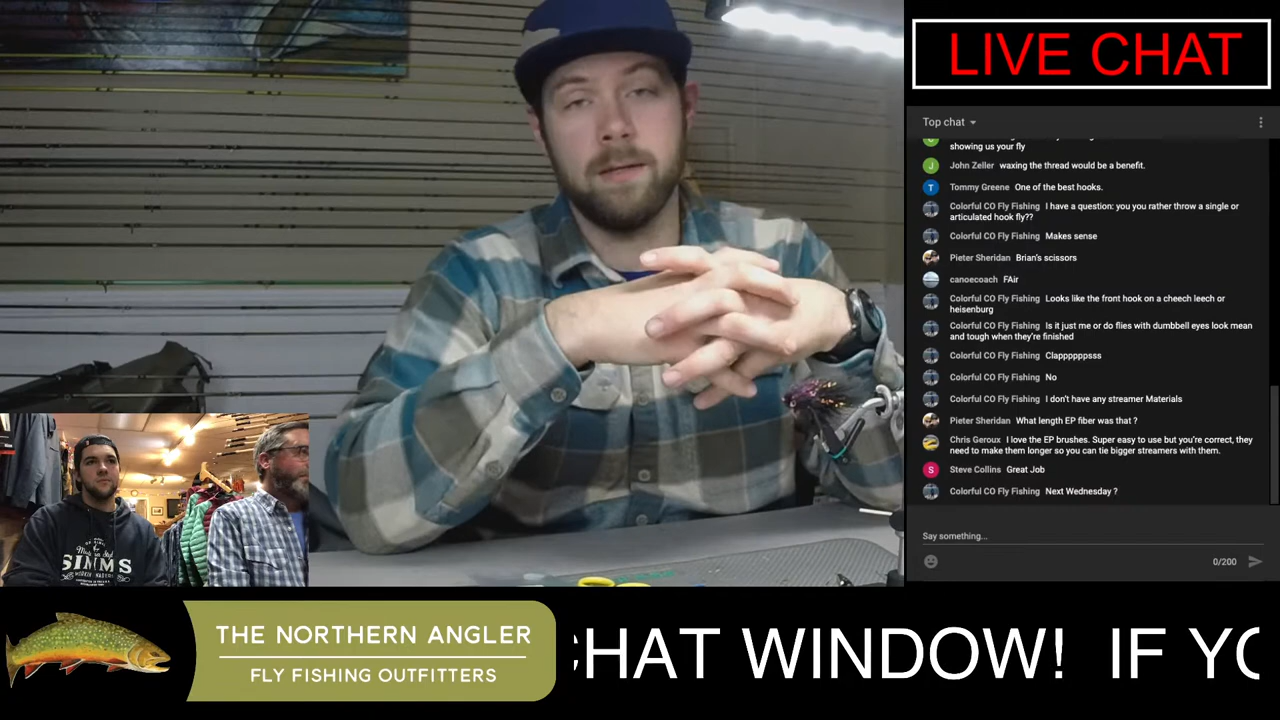 LIVE CHAT
Top chat
showing us your fly
John Zeller waxing the thread would be a benefit.
Tommy Greene One of the best hooks.
Colorful CO Fly Fishing I have a question: you you rather throw a single or
articulated hook fly??
Colorful CO Fly Fishing Makes sense
Pieter Sheridan Brian's scissors
canoecoach FAir
Colorful CO Fly Fishing Looks like the front hook on a cheech leech or
heisenburg
Colorful CO Fly Fishing Is it just me or do flies with dumbbell eyes look mean
and tough when they're finished
Colorful CO Fly Fishing Clappppppsss
Colorful CO Fly Fishing No
Colorful CO Fly Fishing I don't have any streamer Materials
Pieter Sheridan What length EP fiber was that ?
Chris Geroux I love the EP brushes. Super easy to use but you're correct, they
need to make them longer so you can tie bigger streamers with them.
Steve Collins Great Job
Colorful CO Fly Fishing Next Wednesday ?
Say something...
0/200
SIMMS
THE NORTHERN ANGLER
FLY FISHING OUTFITTERS
CHAT WINDOW! IF YO